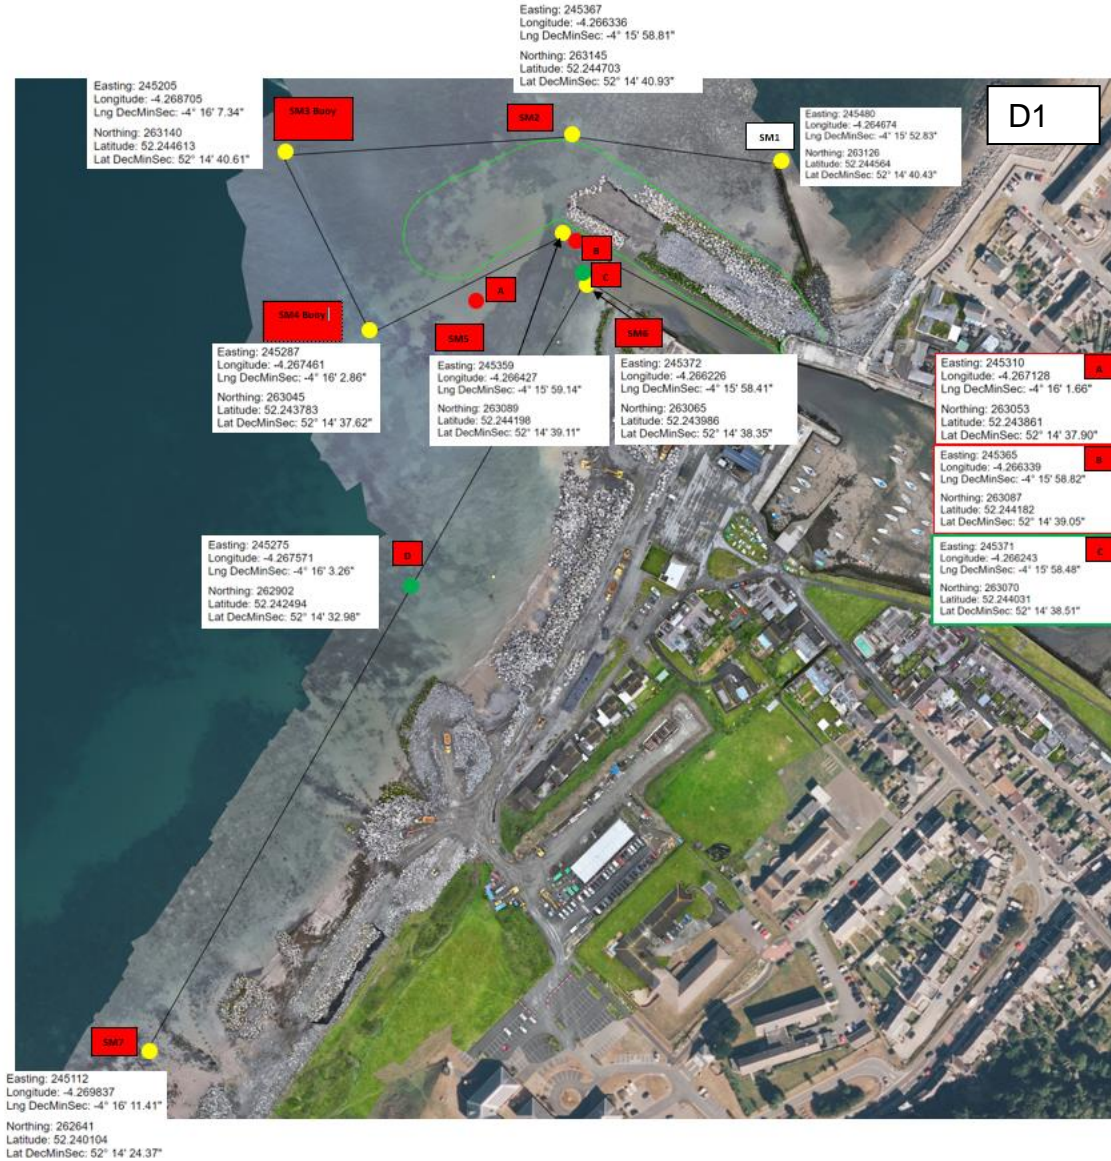 Easting: 245367
Longitude: -4.266336
Lng DecMinSec: -4° 15' 58.81"
Northing: 263145
Latitude: 52.244703
Lat DecMinSec: 52° 14' 40.93"
Easting: 245205
Longitude: -4.268705
Lng DecMinSec: -4° 16' 7.34"
Northing: 263140
Latitude: 52.244613
Lat DecMinSec: 52° 14' 40.61"
SM3 Buoy
SM2
SM1
Easting: 245480
Longitude: -4.264674
Lng DecMinSec: -4° 15' 52.83"
Northing: 263126
Latitude: 52.244564
Lat DecMinSec: 52° 14' 40.43"
D1
B
C
A
SM4 Buoy
SM5
SM6
Easting: 245287
Longitude: -4.267461
Lng DecMinSec: -4° 16' 2.86"
Northing: 263045
Latitude: 52.243783
Lat DecMinSec: 52° 14' 37.62"
Easting: 245359
Longitude: -4.266427
Lng DecMinSec: -4° 15' 59.14"
Northing: 263089
Latitude: 52.244198
Lat DecMinSec: 52° 14' 39.11"
Easting: 245372
Longitude: -4.266226
Lng DecMinSec: -4° 15' 58.41"
Northing: 263065
Latitude: 52.243986
Lat DecMinSec: 52° 14' 38.35"
A
Easting: 245310
Longitude: -4.267128
Lng DecMinSec: -4° 16' 1.66"
Northing: 263053
Latitude: 52.243861
Lat DecMinSec: 52° 14' 37.90"
B
Easting: 245365
Longitude: -4.266339
Lng DecMinSec: -4° 15' 58.82"
Northing: 263087
Latitude: 52.244182
Lat DecMinSec: 52° 14' 39.05"
C
Easting: 245371
Longitude: -4.266243
Lng DecMinSec: -4° 15' 58.48"
Northing: 263070
Latitude: 52.244031
Lat DecMinSec: 52° 14' 38.51"
D
Easting: 245275
Longitude: -4.267571
Lng DecMinSec: -4° 16' 3.26"
Northing: 262902
Latitude: 52.242494
Lat DecMinSec: 52° 14' 32.98"
SM7
Easting: 245112
Longitude: -4.269837
Lng DecMinSec: -4° 16' 11.41"
Northing: 262641
Latitude: 52.240104
Lat DecMinSec: 52° 14' 24.37"